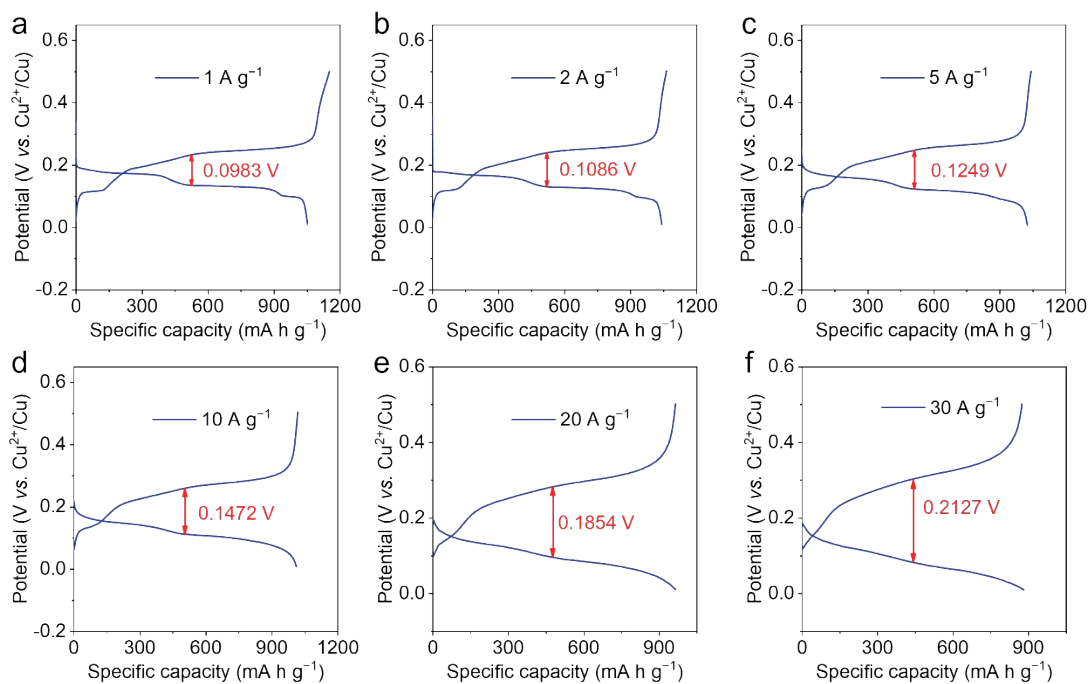 a
0.6
0.4
0.2
0.0
-0.2
Potential (V vs. Cu²⁺/Cu)
1 A g⁻¹
0.0983 V
0 300 600 900 1200
Specific capacity (mA h g⁻¹)
b
0.6
0.4
0.2
0.0
-0.2
Potential (V vs. Cu²⁺/Cu)
2 A g⁻¹
0.1086 V
0 300 600 900 1200
Specific capacity (mA h g⁻¹)
c
0.6
0.4
0.2
0.0
-0.2
Potential (V vs. Cu²⁺/Cu)
5 A g⁻¹
0.1249 V
0 300 600 900 1200
Specific capacity (mA h g⁻¹)
d
0.6
0.4
0.2
0.0
-0.2
Potential (V vs. Cu²⁺/Cu)
10 A g⁻¹
0.1472 V
0 300 600 900 1200
Specific capacity (mA h g⁻¹)
e
0.6
0.4
0.2
0.0
Potential (V vs. Cu²⁺/Cu)
20 A g⁻¹
0.1854 V
0 300 600 900
Specific capacity (mA h g⁻¹)
f
0.6
0.4
0.2
0.0
Potential (V vs. Cu²⁺/Cu)
30 A g⁻¹
0.2127 V
0 300 600 900
Specific capacity (mA h g⁻¹)